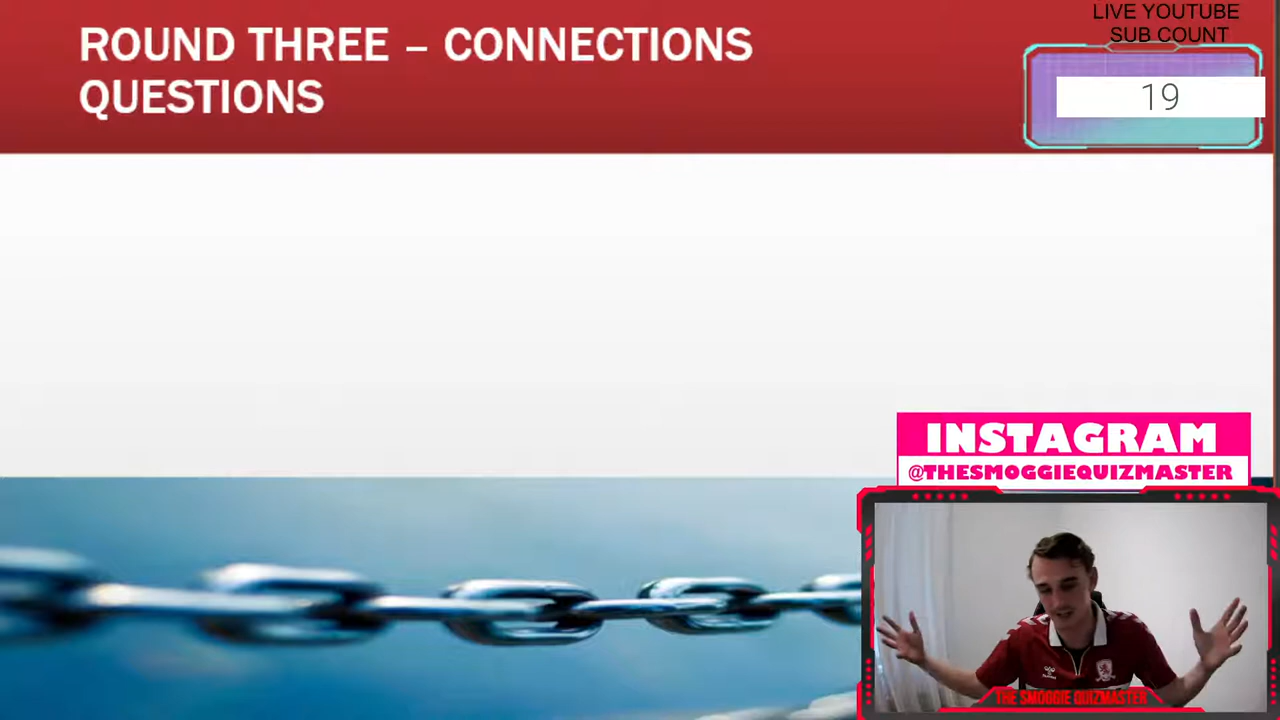 LIVE YOUTUBE
SUB COUNT
ROUND THREE – CONNECTIONS
QUESTIONS
19
INSTAGRAM
@THESMOGGIEQUIZMASTER
THE SMOGGIE QUIZMASTER